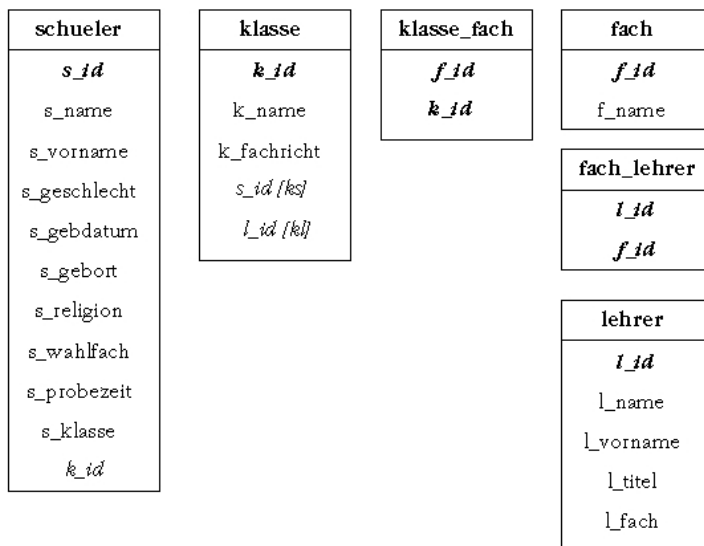 schueler
s_id
s_name
s_vorname
s_geschlecht
s_gebdatum
s_gebort
s_religion
s_wahlfach
s_probezeit
s_klasse
k_id
klasse
k_id
k_name
k_fachricht
s_id [ks]
l_id [kl]
klasse_fach
f_id
k_id
fach
f_id
f_name
fach_lehrer
l_id
f_id
lehrer
l_id
l_name
l_vorname
l_titel
l_fach